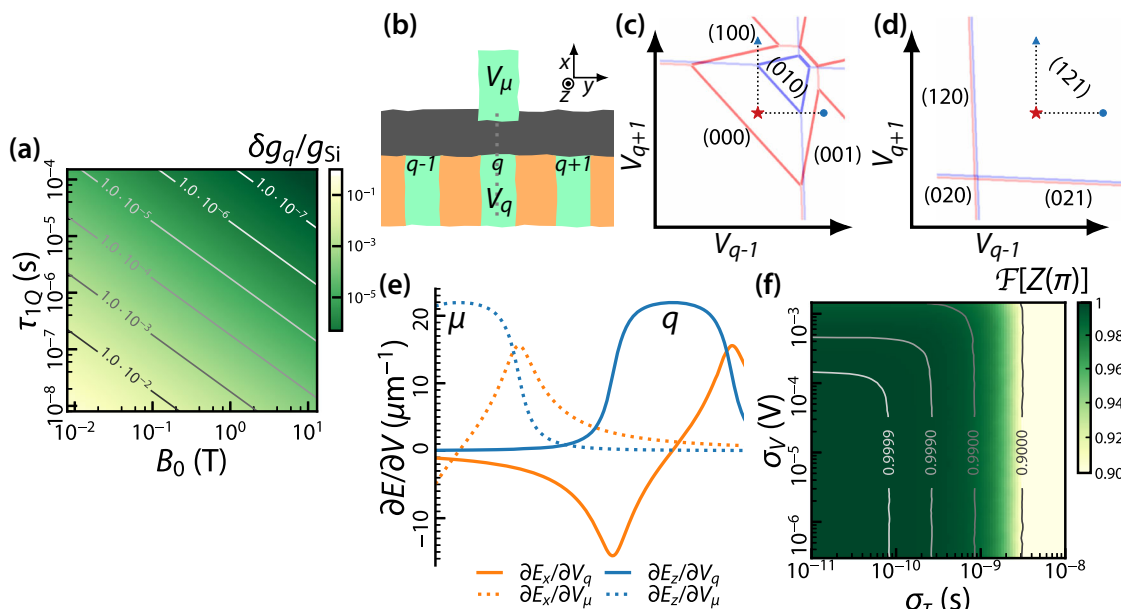 (a)
δg_q/g_Si
10⁻¹
10⁻³
10⁻⁵
1.0 · 10⁻⁷
1.0 · 10⁻⁶
1.0 · 10⁻⁵
1.0 · 10⁻⁴
1.0 · 10⁻³
1.0 · 10⁻²
τ_1Q (s)
10⁻⁴
10⁻⁵
10⁻⁶
10⁻⁷
10⁻⁸
10⁻² 10⁻¹ 10⁰ 10¹
B₀ (T)
(b)
V_μ
x
z y
q-1 q q+1
V_q
(c)
(100)
(010)
(000)
(001)
V_q+1
V_q-1
(d)
(120)
(121)
(020)
(021)
V_q+1
V_q-1
(e)
μ q
20
10
0
−10
∂E/∂V (μm⁻¹)
∂E_x/∂V_q ∂E_z/∂V_q
∂E_x/∂V_μ ∂E_z/∂V_μ
(f)
ℱ[Z(π)]
1
0.98
0.96
0.94
0.92
0.90
0.9999
0.9990
0.9900
0.9000
σ_V (V)
10⁻³
10⁻⁴
10⁻⁵
10⁻⁶
10⁻¹¹ 10⁻¹⁰ 10⁻⁹ 10⁻⁸
σ_τ (s)